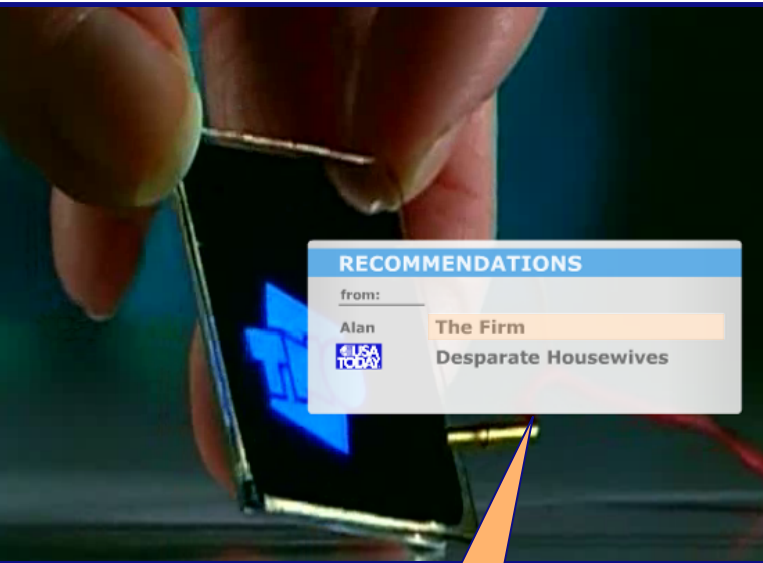 RECOMMENDATIONS
from:
Alan The Firm
USA TODAY Desparate Housewives